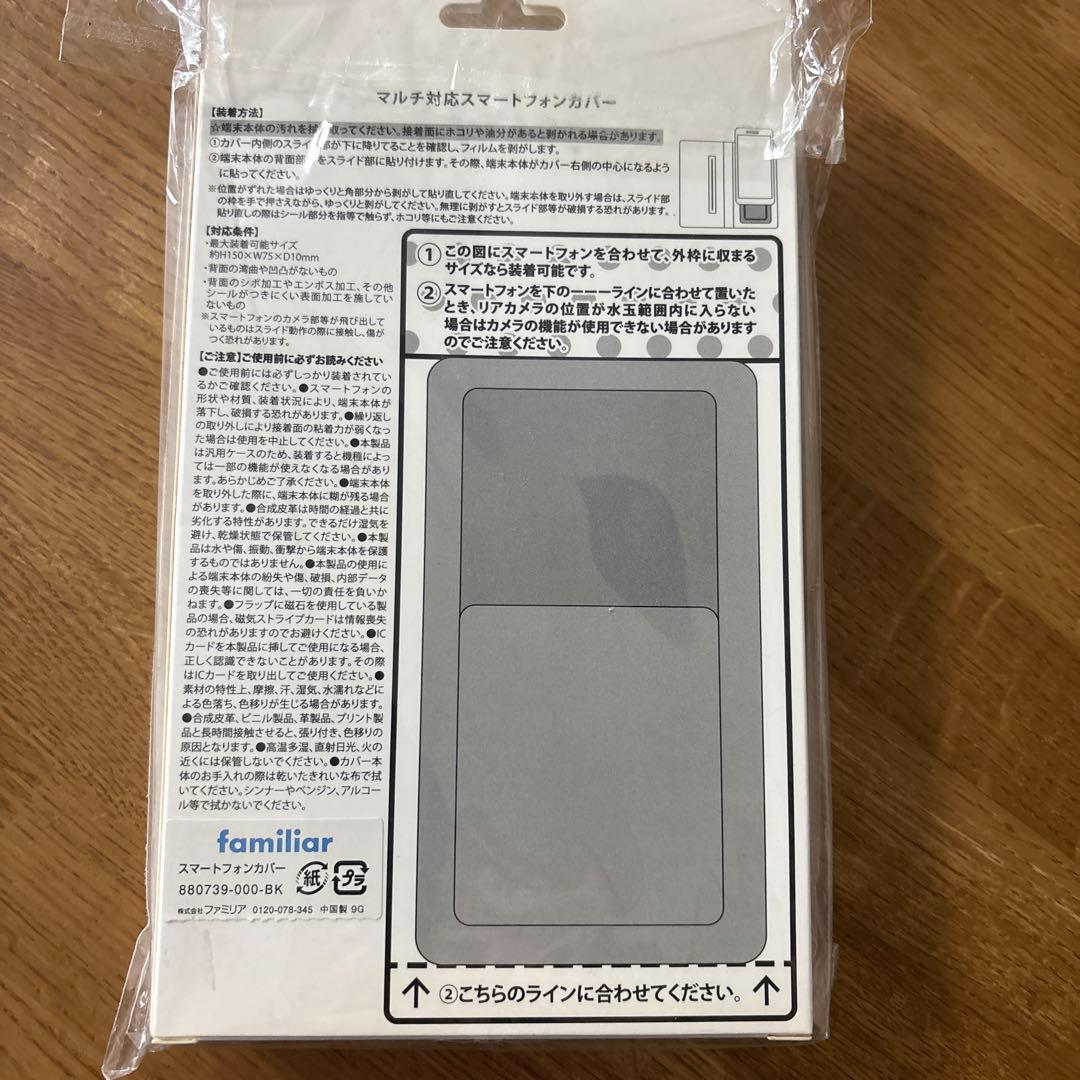 マルチ対応スマートフォンカバー
【装着方法】
☆端末本体の汚れを拭き取ってください。接着面にホコリや油分があると剥がれる場合があります。
①カバー内側のスライド部が下に降りてることを確認し、フィルムを剥がします。
②端末本体の背面部をスライド部に貼り付けます。その際、端末本体がカバー右側の中心になるよう
に貼ってください。
※位置がずれた場合はゆっくりと角部分から剥がして貼り直してください。端末本体を取り外す場合は、スライド部
の枠を手で押さえながら、ゆっくりと剥がしてください。無理に剥がすとスライド部等が破損する恐れがあります。
貼り直しの際はシール部分を指等で触らず、ホコリ等にもご注意ください。
【対応条件】
・最大装着可能サイズ
約H150×W75×D10mm
・背面の湾曲や凹凸がないもの
・背面のシボ加工やエンボス加工、その他
シールがつきにくい表面加工を施してい
ないもの
※スマートフォンのカメラ部等が飛び出して
いるものはスライド動作の際に接触し、傷が
つく恐れがあります。
【ご注意】ご使用前に必ずお読みください
●ご使用前には必ずしっかり装着されてい
るかご確認ください。●スマートフォンの
形状や材質、装着状況により、端末本体が
落下し、破損する恐れがあります。●繰り返し
の取り外しにより接着面の粘着力が弱くなっ
た場合は使用を中止してください。●本製品
は汎用ケースのため、装着すると機種によっ
ては一部の機能が使えなくなる場合があり
ます。あらかじめご了承ください。●端末本体
を取り外した際に、端末本体に糊が残る場合
があります。●合成皮革は時間の経過と共に
劣化する特性があります。できるだけ湿気を
避け、乾燥状態で保管してください。●本製
品は水や傷、振動、衝撃から端末本体を保護
するものではありません。●本製品の使用に
よる端末本体の紛失や傷、破損、内部データ
の喪失等に関しては、一切の責任を負いか
ねます。●フラップに磁石を使用している製
品の場合、磁気ストライプカードは情報喪失
の恐れがありますのでお避けください。●IC
カードを本製品に挿してご使用になる場合、
正しく認識できないことがあります。その際
はICカードを取り出してご使用ください。●
素材の特性上、摩擦、汗、湿気、水濡れなどに
よる色落ち、色移りが生じる場合があります。
●合成皮革、ビニル製品、革製品、プリント製
品と長時間接触させると、張り付き、色移りの
原因となります。●高温多湿、直射日光、火の
近くには保管しないでください。●カバー本
体のお手入れの際は乾いたきれいな布で拭
いてください。シンナーやベンジン、アルコー
ル等で拭かないでください。
familiar
スマートフォンカバー
880739-000-BK
紙 プラ
株式会社ファミリア 0120-078-345 中国製 9G
① この図にスマートフォンを合わせて、外枠に収まる
サイズなら装着可能です。
② スマートフォンを下のーーーラインに合わせて置いた
とき、リアカメラの位置が水玉範囲内に入らない
場合はカメラの機能が使用できない場合があります
のでご注意ください。
↑ ②こちらのラインに合わせてください。 ↑